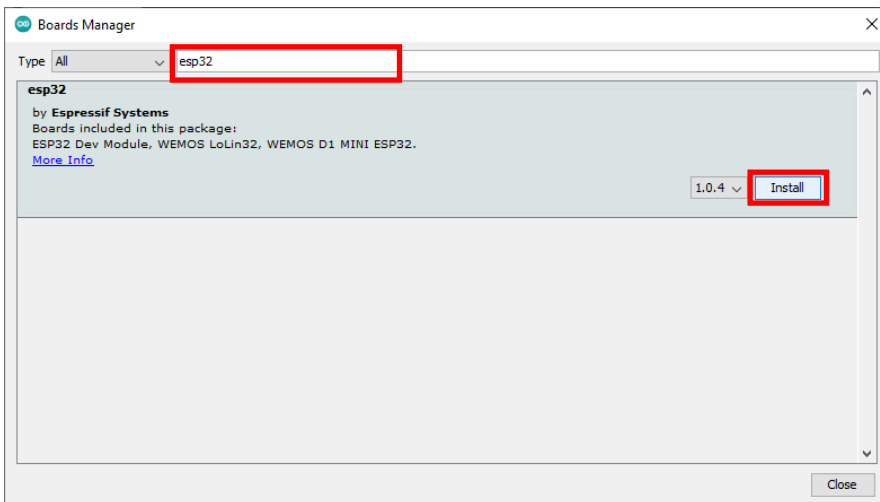 Boards Manager
Type All esp32
esp32
by Espressif Systems
Boards included in this package:
ESP32 Dev Module, WEMOS LoLin32, WEMOS D1 MINI ESP32.
More Info
1.0.4 Install
Close